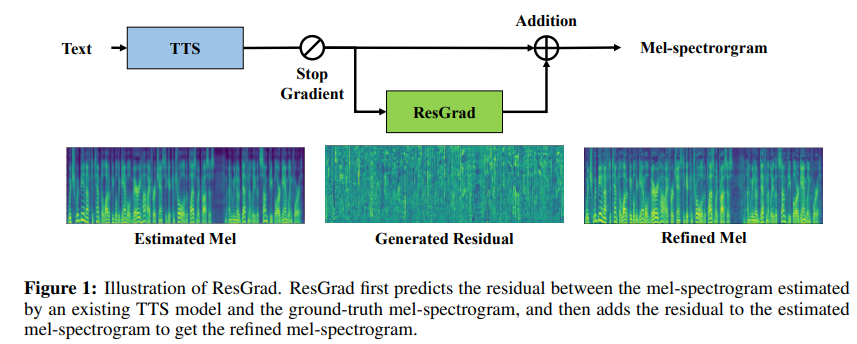 Addition
Text
TTS
Mel-spectrorgram
Stop
Gradient
ResGrad
Estimated Mel
Generated Residual
Refined Mel
Figure 1: Illustration of ResGrad. ResGrad first predicts the residual between the mel-spectrogram estimated
by an existing TTS model and the ground-truth mel-spectrogram, and then adds the residual to the estimated
mel-spectrogram to get the refined mel-spectrogram.